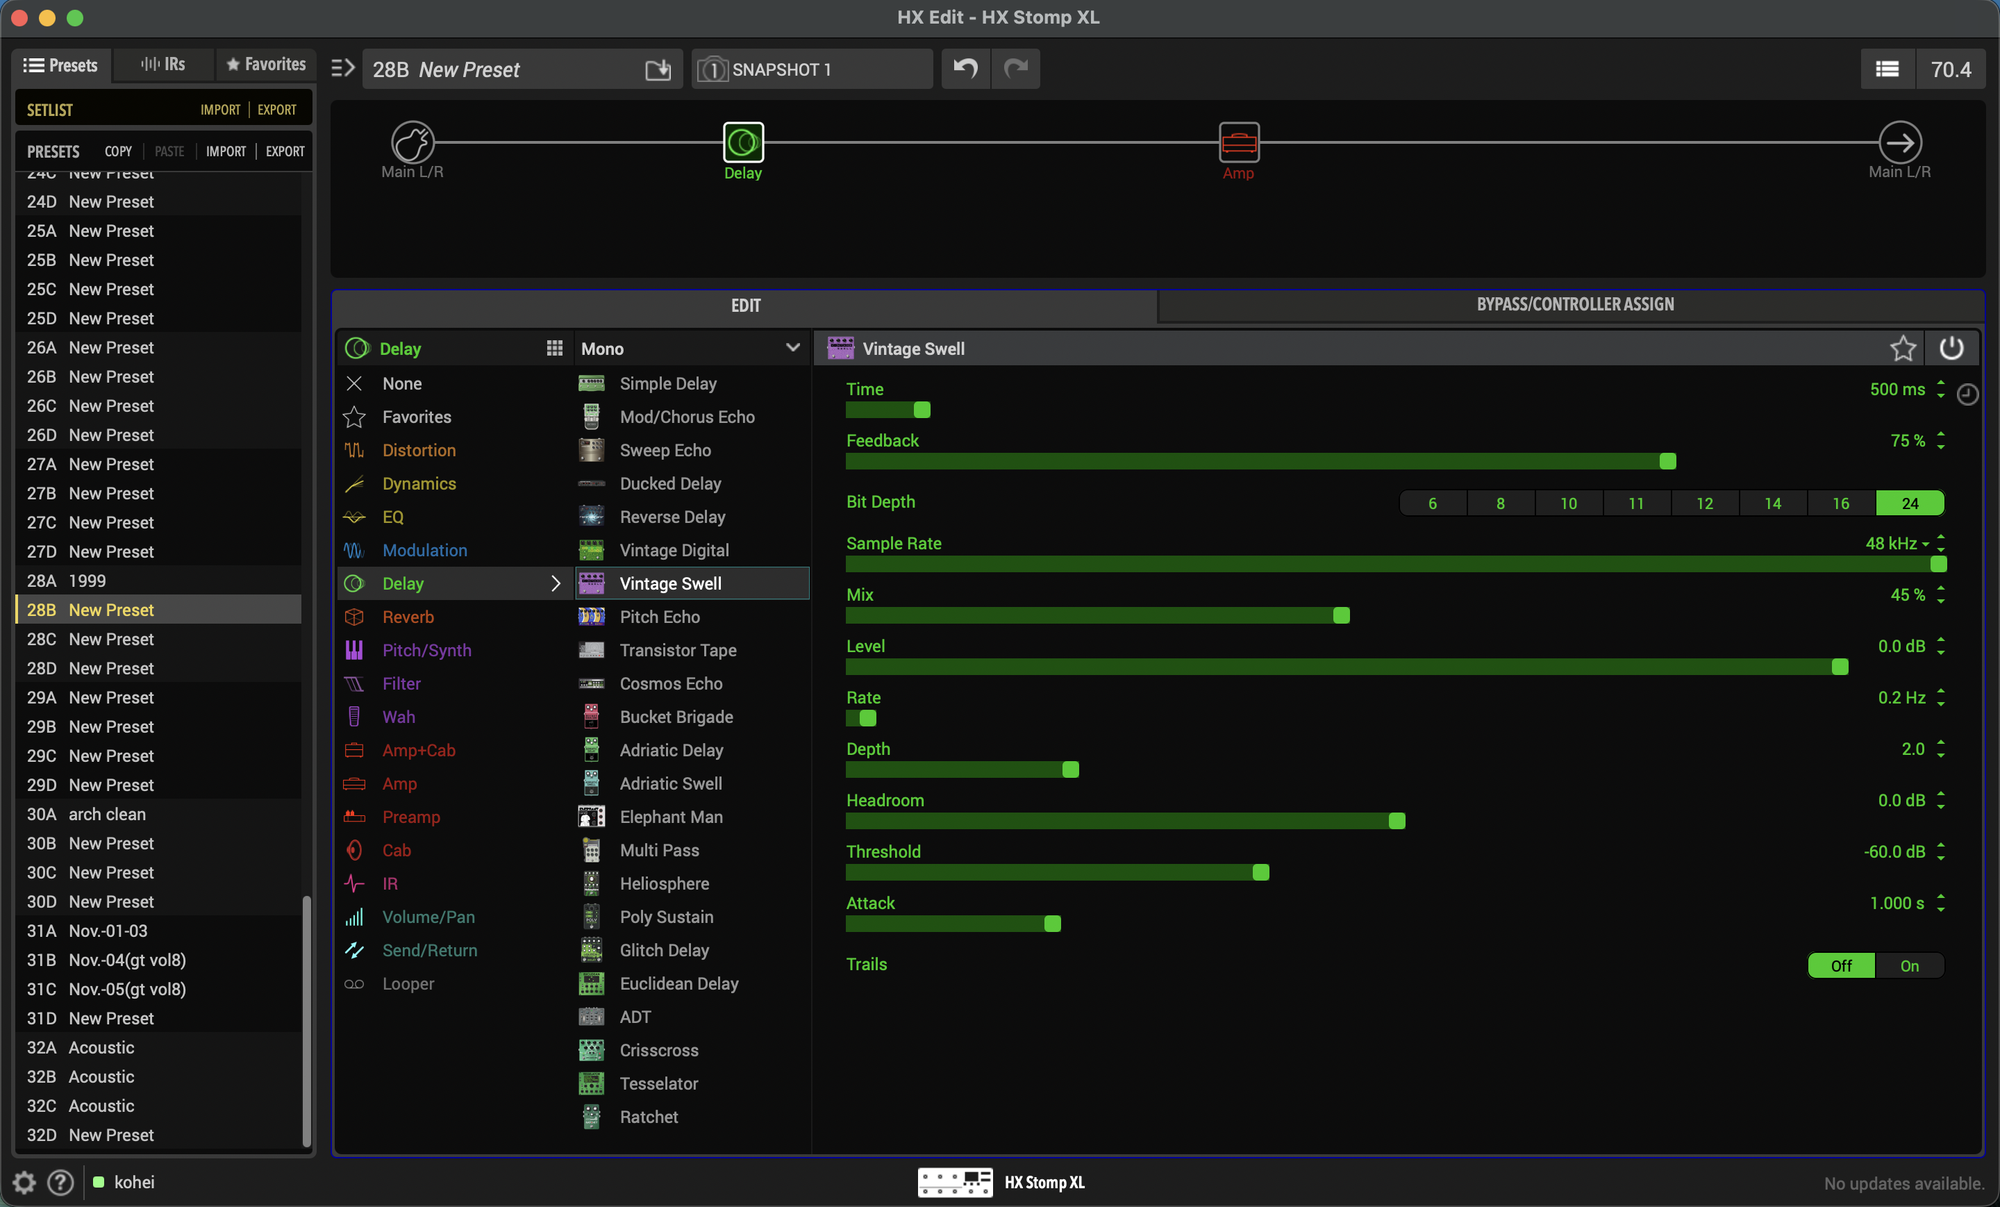 HX Edit - HX Stomp XL
Presets IRs Favorites
28B New Preset
1 SNAPSHOT 1
70.4
SETLIST IMPORT | EXPORT
PRESETS COPY | PASTE | IMPORT | EXPORT
24C New Preset
24D New Preset
25A New Preset
25B New Preset
25C New Preset
25D New Preset
26A New Preset
26B New Preset
26C New Preset
26D New Preset
27A New Preset
27B New Preset
27C New Preset
27D New Preset
28A 1999
28B New Preset
28C New Preset
28D New Preset
29A New Preset
29B New Preset
29C New Preset
29D New Preset
30A arch clean
30B New Preset
30C New Preset
30D New Preset
31A Nov.-01-03
31B Nov.-04(gt vol8)
31C Nov.-05(gt vol8)
31D New Preset
32A Acoustic
32B Acoustic
32C Acoustic
32D New Preset
Main L/R
Delay
Amp
Main L/R
EDIT
BYPASS/CONTROLLER ASSIGN
Delay
None
Favorites
Distortion
Dynamics
EQ
Modulation
Delay
Reverb
Pitch/Synth
Filter
Wah
Amp+Cab
Amp
Preamp
Cab
IR
Volume/Pan
Send/Return
Looper
Mono
Simple Delay
Mod/Chorus Echo
Sweep Echo
Ducked Delay
Reverse Delay
Vintage Digital
Vintage Swell
Pitch Echo
Transistor Tape
Cosmos Echo
Bucket Brigade
Adriatic Delay
Adriatic Swell
Elephant Man
Multi Pass
Heliosphere
Poly Sustain
Glitch Delay
Euclidean Delay
ADT
Crisscross
Tesselator
Ratchet
Vintage Swell
Time 500 ms
Feedback 75 %
Bit Depth 6 8 10 11 12 14 16 24
Sample Rate 48 kHz
Mix 45 %
Level 0.0 dB
Rate 0.2 Hz
Depth 2.0
Headroom 0.0 dB
Threshold -60.0 dB
Attack 1.000 s
Trails Off On
? kohei
HX Stomp XL
No updates available.